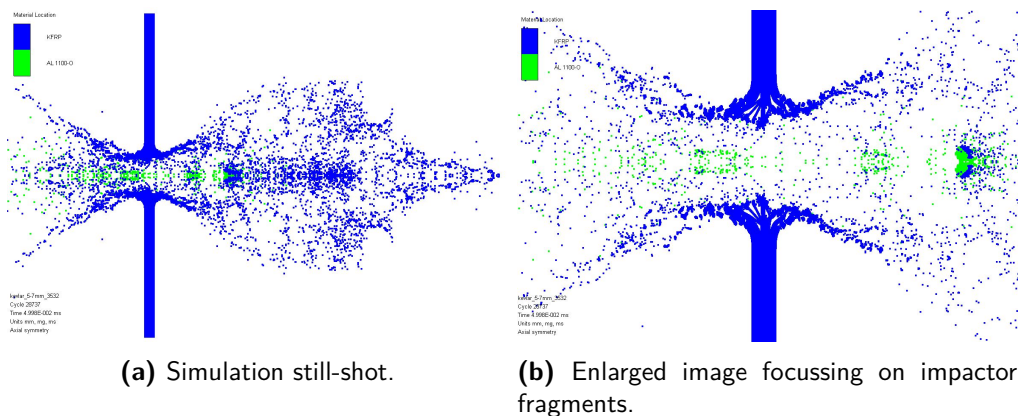 Material Location
KFRP
AL 1100-O
kevlar_5-7mm_3532
Cycle 28737
Time 4.998E-002 ms
Units mm, mg, ms
Axial symmetry
(a) Simulation still-shot.
Material Location
KFRP
AL 1100-O
kevlar_5-7mm_3532
Cycle 28737
Time 4.998E-002 ms
Units mm, mg, ms
Axial symmetry
(b) Enlarged image focussing on impactor
fragments.